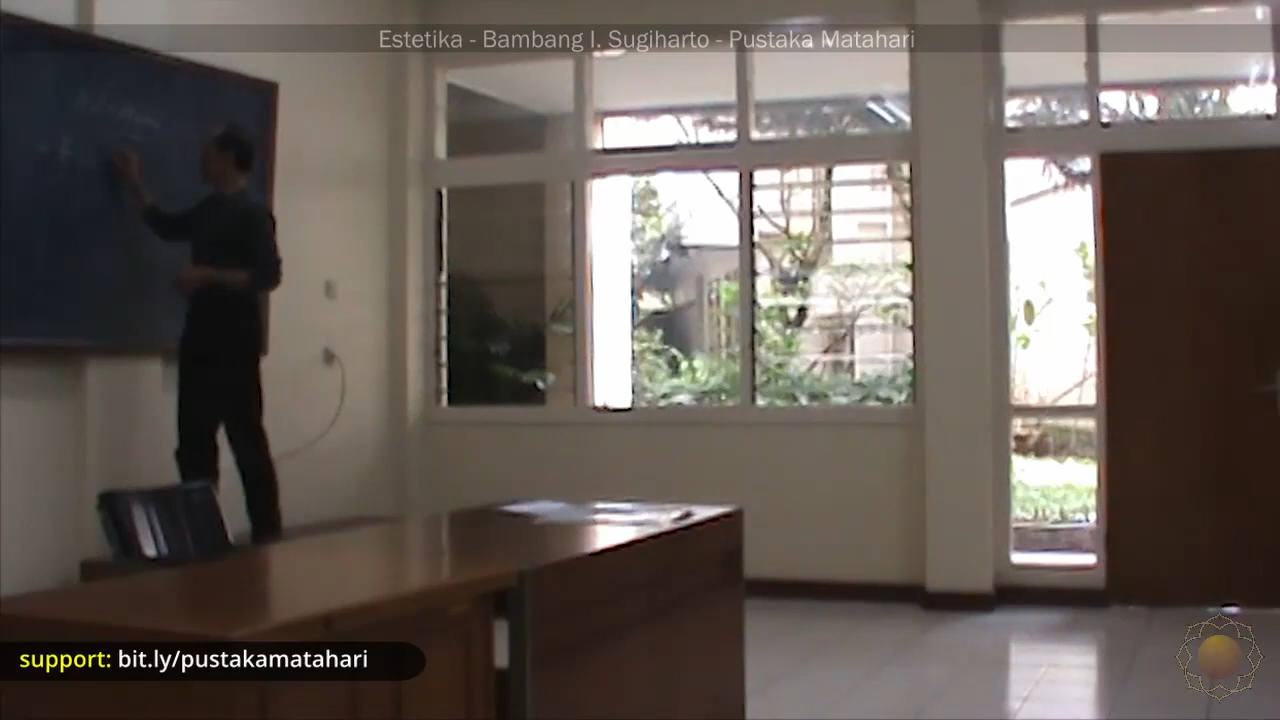 Estetika - Bambang I. Sugiharto - Pustaka Matahari
support: bit.ly/pustakamatahari